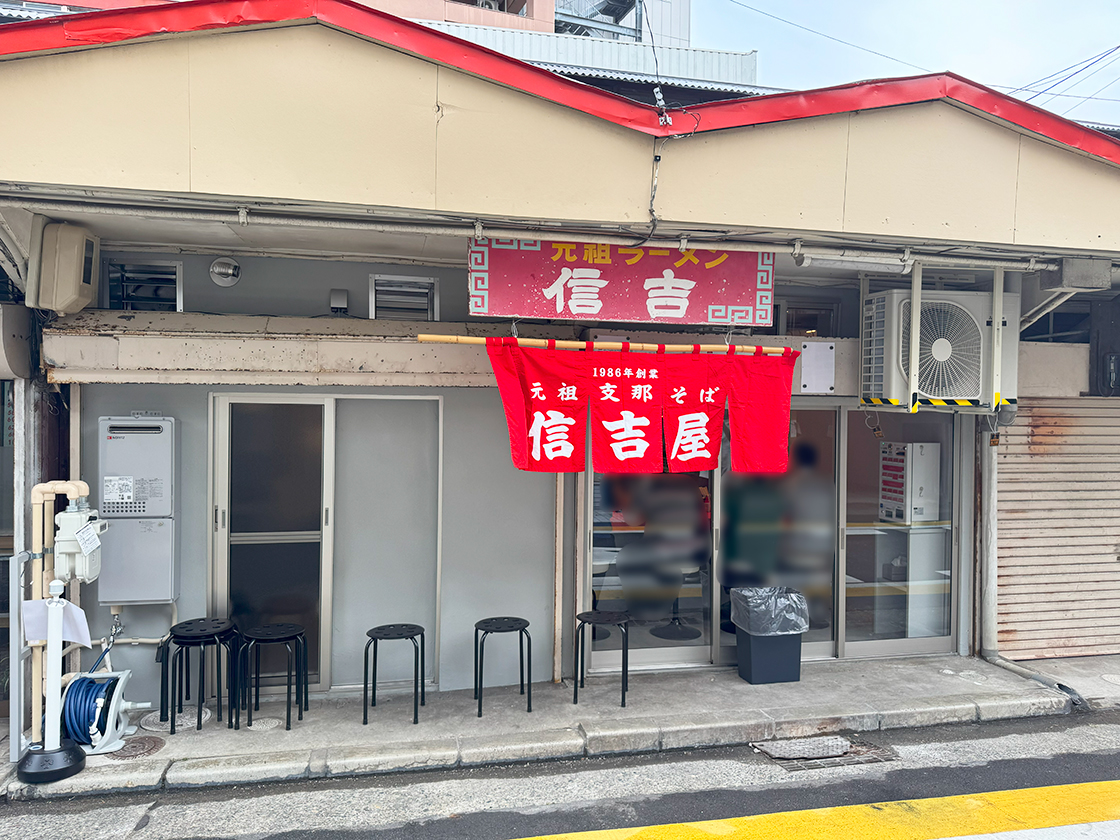 元祖ラーメン
信吉
1986年創業
元祖 支那 そば
信吉屋